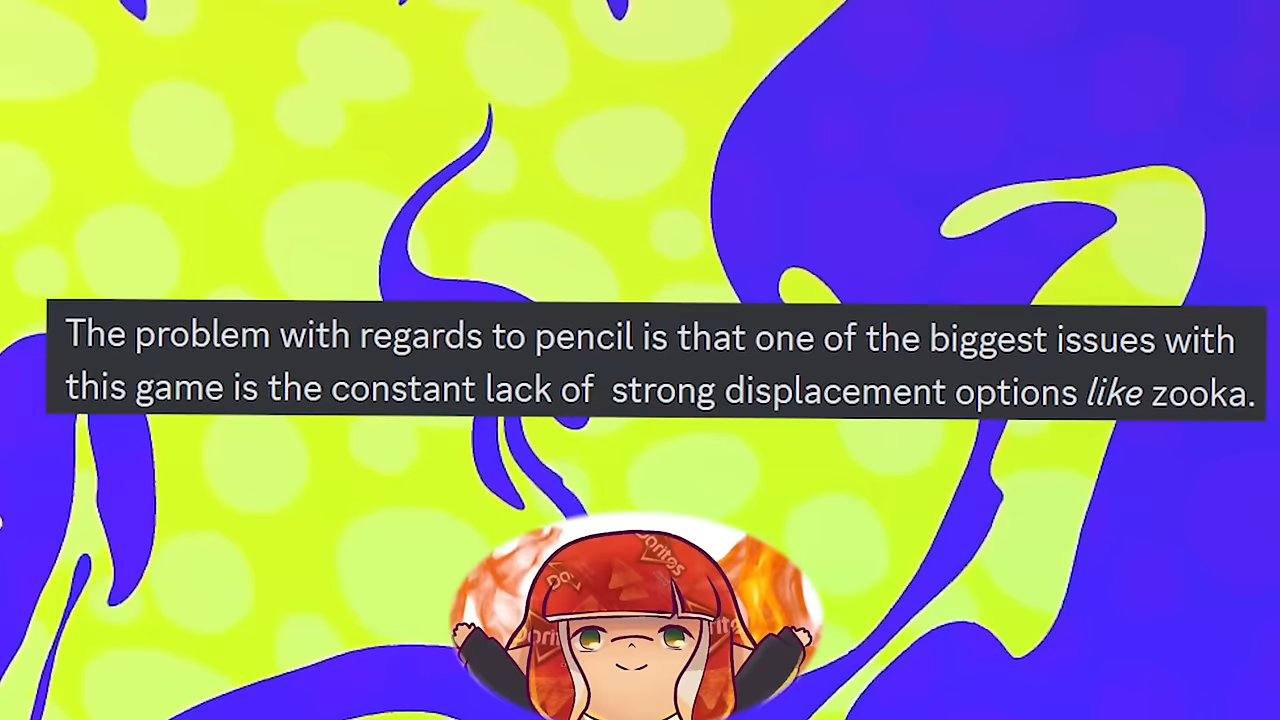 The problem with regards to pencil is that one of the biggest issues with
this game is the constant lack of  strong displacement options like zooka.
Doritos